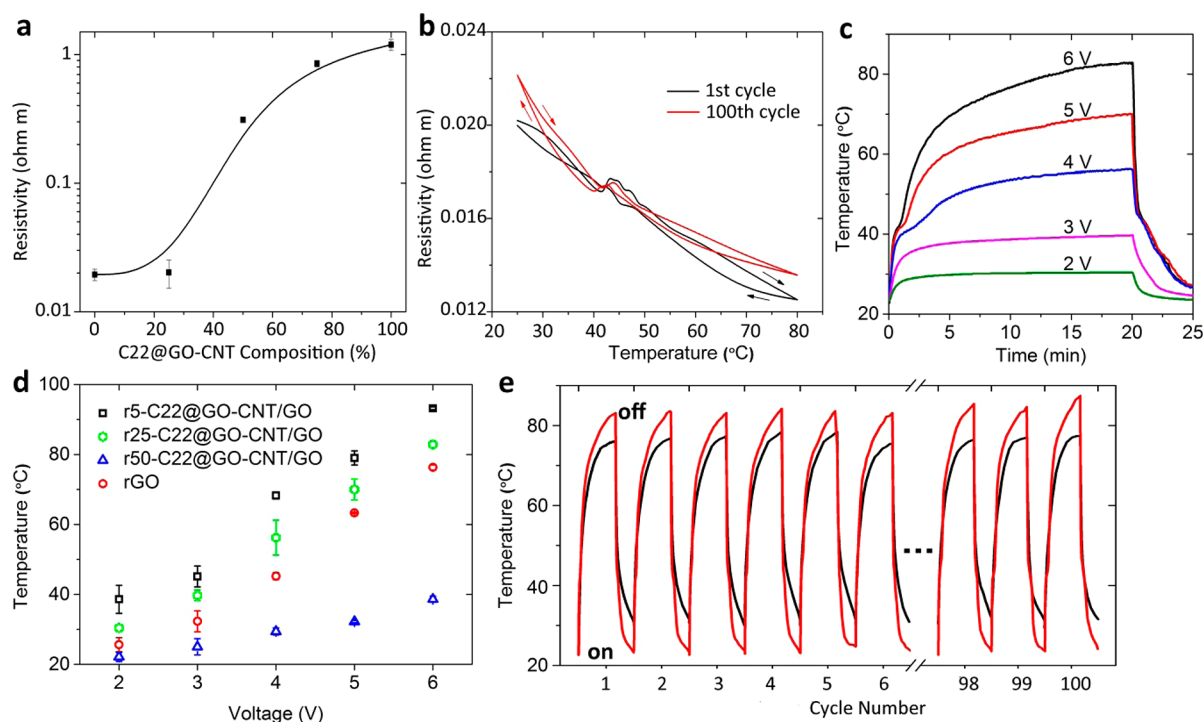 a
Resistivity (ohm m)
1
0.1
0.01
0 20 40 60 80 100
C22@GO-CNT Composition (%)
b
Resistivity (ohm m)
0.024
0.020
0.016
0.012
1st cycle
100th cycle
20 30 40 50 60 70 80
Temperature (°C)
c
Temperature (°C)
80
60
40
20
6 V
5 V
4 V
3 V
2 V
0 5 10 15 20 25
Time (min)
d
Temperature (°C)
100
80
60
40
20
r5-C22@GO-CNT/GO
r25-C22@GO-CNT/GO
r50-C22@GO-CNT/GO
rGO
2 3 4 5 6
Voltage (V)
e
Temperature (°C)
80
60
40
20
off
on
1 2 3 4 5 6 98 99 100
Cycle Number